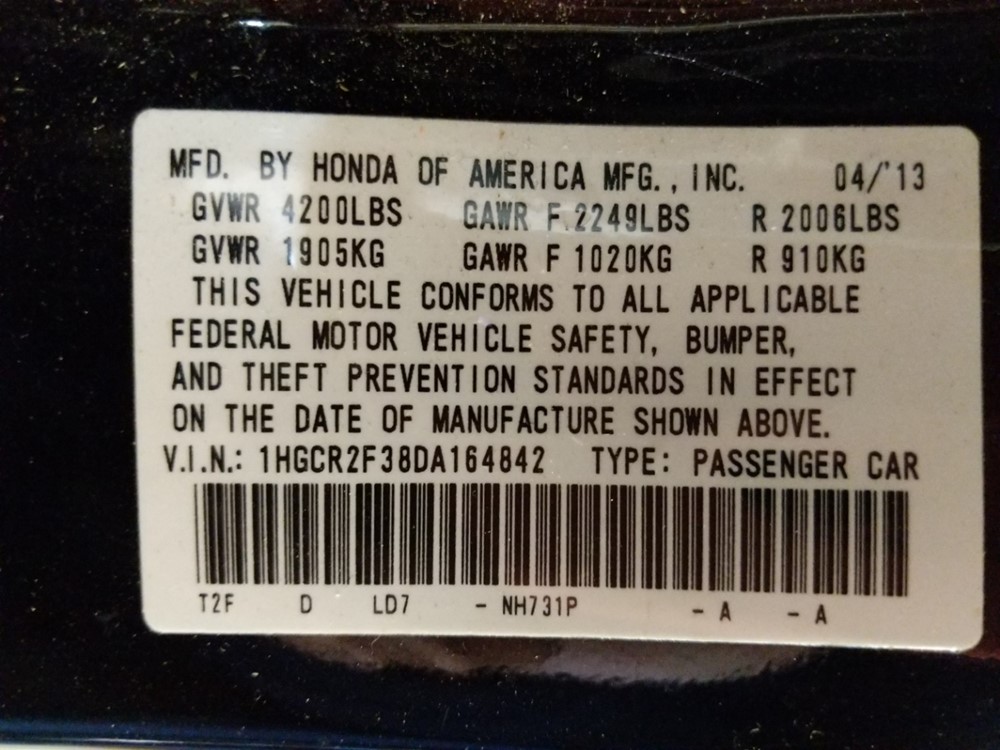 MFD. BY HONDA OF AMERICA MFG., INC. 04/'13
GVWR 4200LBS GAWR F 2249LBS R 2006LBS
GVWR 1905KG GAWR F 1020KG R 910KG
THIS VEHICLE CONFORMS TO ALL APPLICABLE
FEDERAL MOTOR VEHICLE SAFETY, BUMPER,
AND THEFT PREVENTION STANDARDS IN EFFECT
ON THE DATE OF MANUFACTURE SHOWN ABOVE.
V.I.N.: 1HGCR2F38DA164842 TYPE: PASSENGER CAR
T2F D LD7 - NH731P - A - A